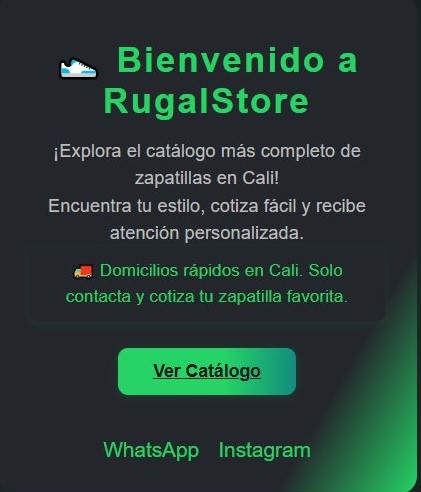 👟 Bienvenido a
RugalStore
¡Explora el catálogo más completo de
zapatillas en Cali!
Encuentra tu estilo, cotiza fácil y recibe
atención personalizada.
🚚 Domicilios rápidos en Cali. Solo
contacta y cotiza tu zapatilla favorita.
Ver Catálogo
WhatsApp Instagram